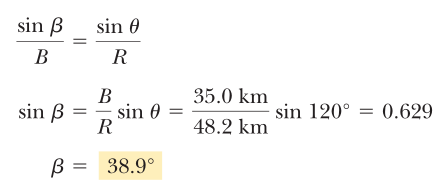 sin β / B = sin θ / R
sin β = B / R sin θ = 35.0 km / 48.2 km sin 120° = 0.629
β = 38.9°